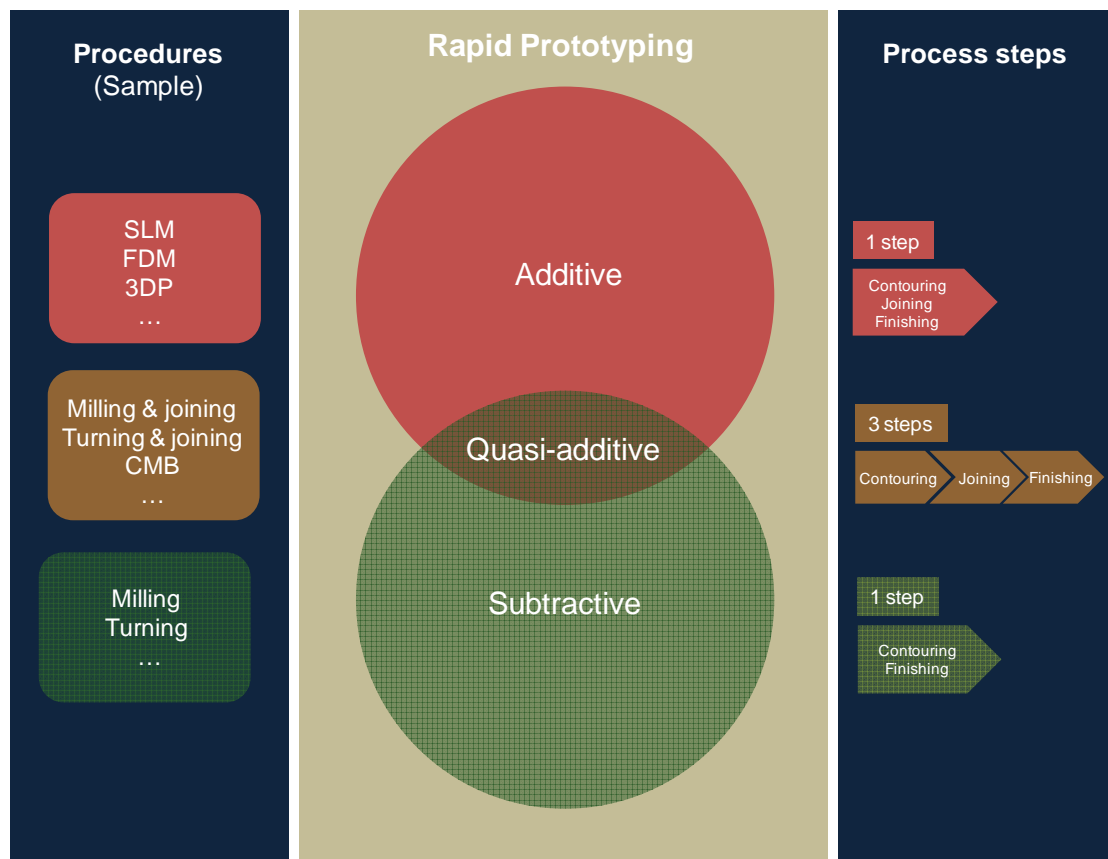 Procedures
(Sample)
SLM
FDM
3DP
…
Milling & joining
Turning & joining
CMB
…
Milling
Turning
…
Rapid Prototyping
Additive
Quasi-additive
Subtractive
Process steps
1 step
Contouring
Joining
Finishing
3 steps
Contouring
Joining
Finishing
1 step
Contouring
Finishing